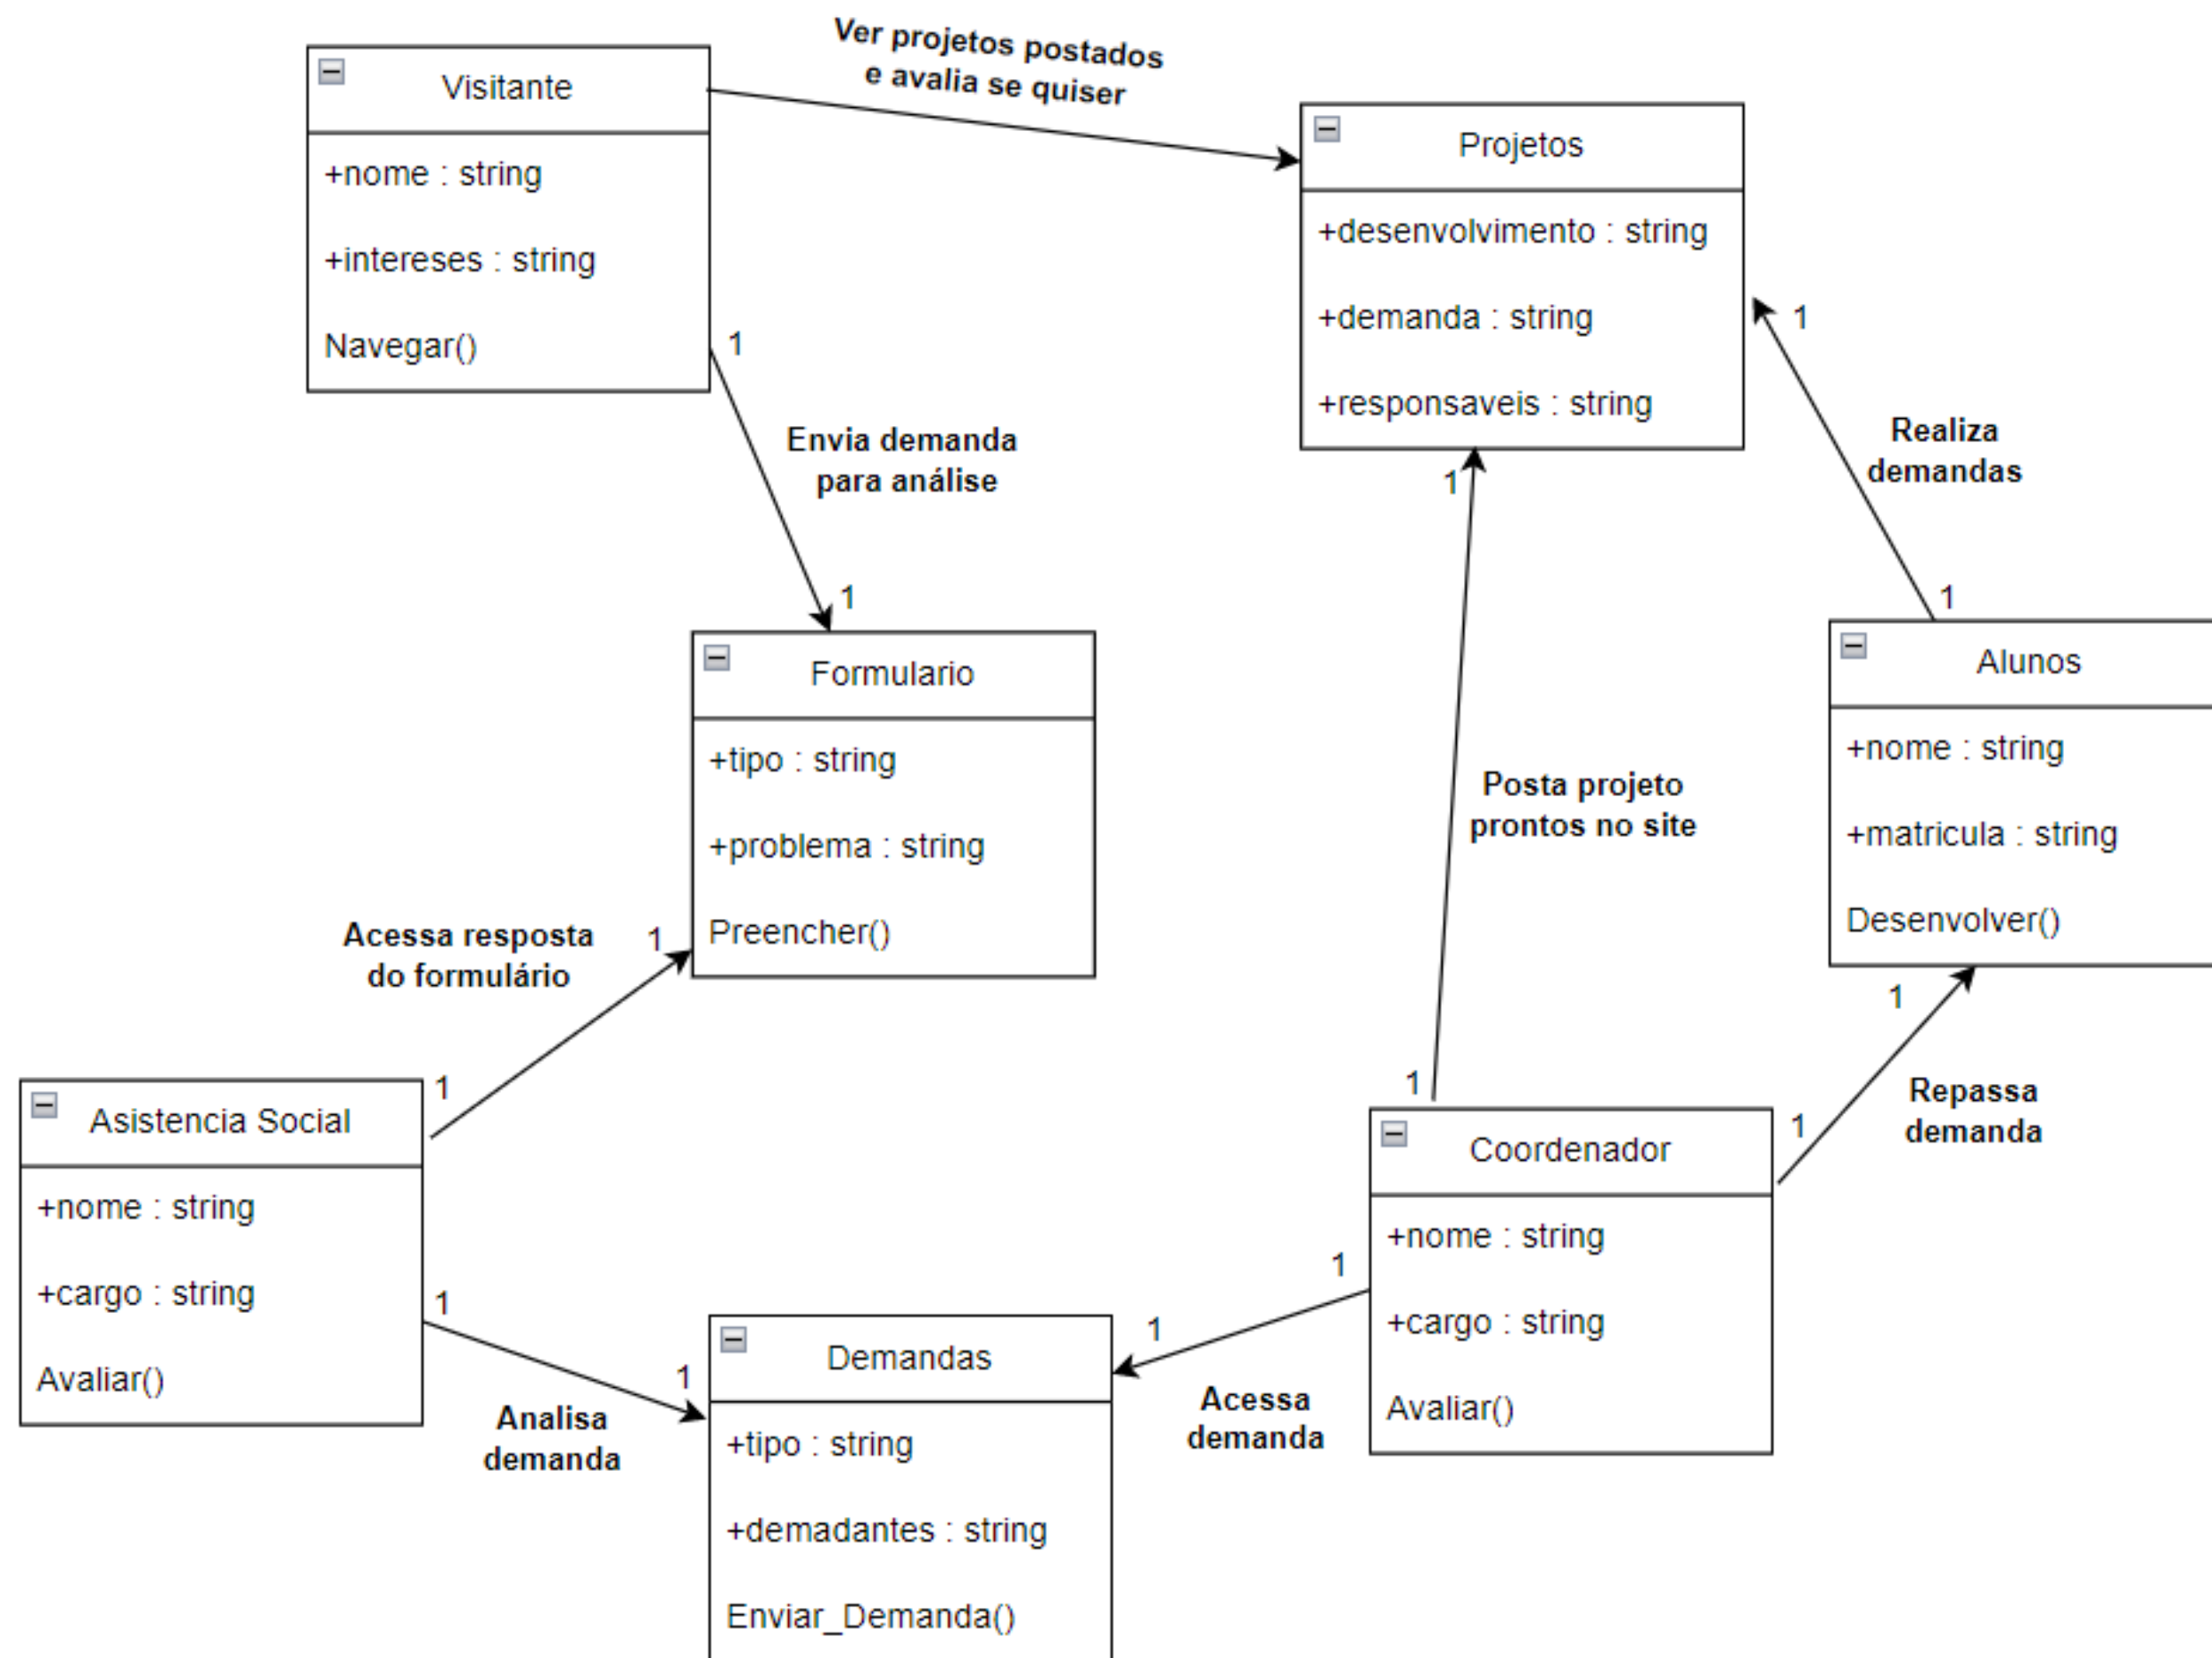 Ver projetos postados
e avalia se quiser
Visitante
+nome : string
+intereses : string
Navegar()
1
Projetos
+desenvolvimento : string
+demanda : string
+responsaveis : string
1
1
Envia demanda
para análise
1
Realiza
demandas
1
Formulario
+tipo : string
+problema : string
Preencher()
Alunos
+nome : string
+matricula : string
Desenvolver()
Posta projeto
prontos no site
Acessa resposta
do formulário
1
1
1
1
Repassa
demanda
1
Asistencia Social
+nome : string
+cargo : string
Avaliar()
1
Coordenador
+nome : string
+cargo : string
Avaliar()
1
1
1
Acessa
demanda
Analisa
demanda
Demandas
+tipo : string
+demadantes : string
Enviar_Demanda()